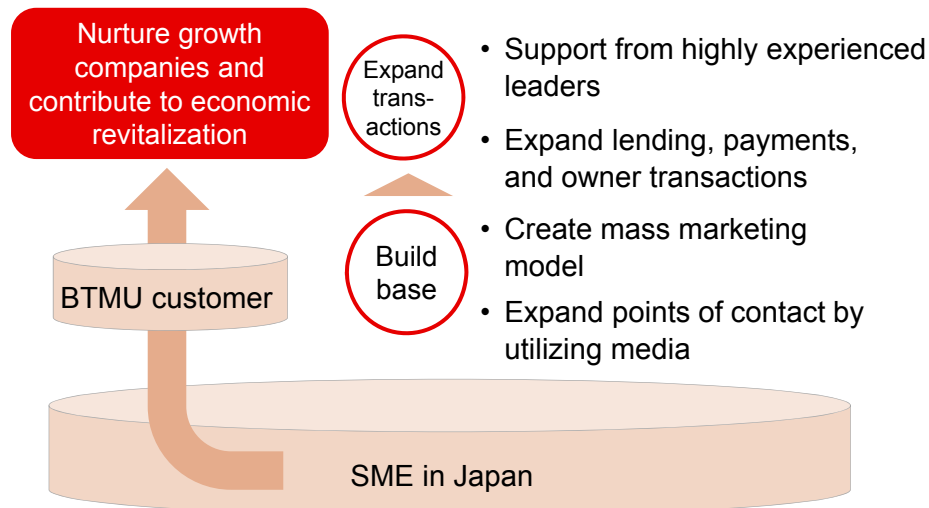 Nurture growth
companies and
contribute to economic
revitalization
Expand
trans-
actions
• Support from highly experienced
leaders
• Expand lending, payments,
and owner transactions
Build
base
• Create mass marketing
model
• Expand points of contact by
utilizing media
BTMU customer
SME in Japan